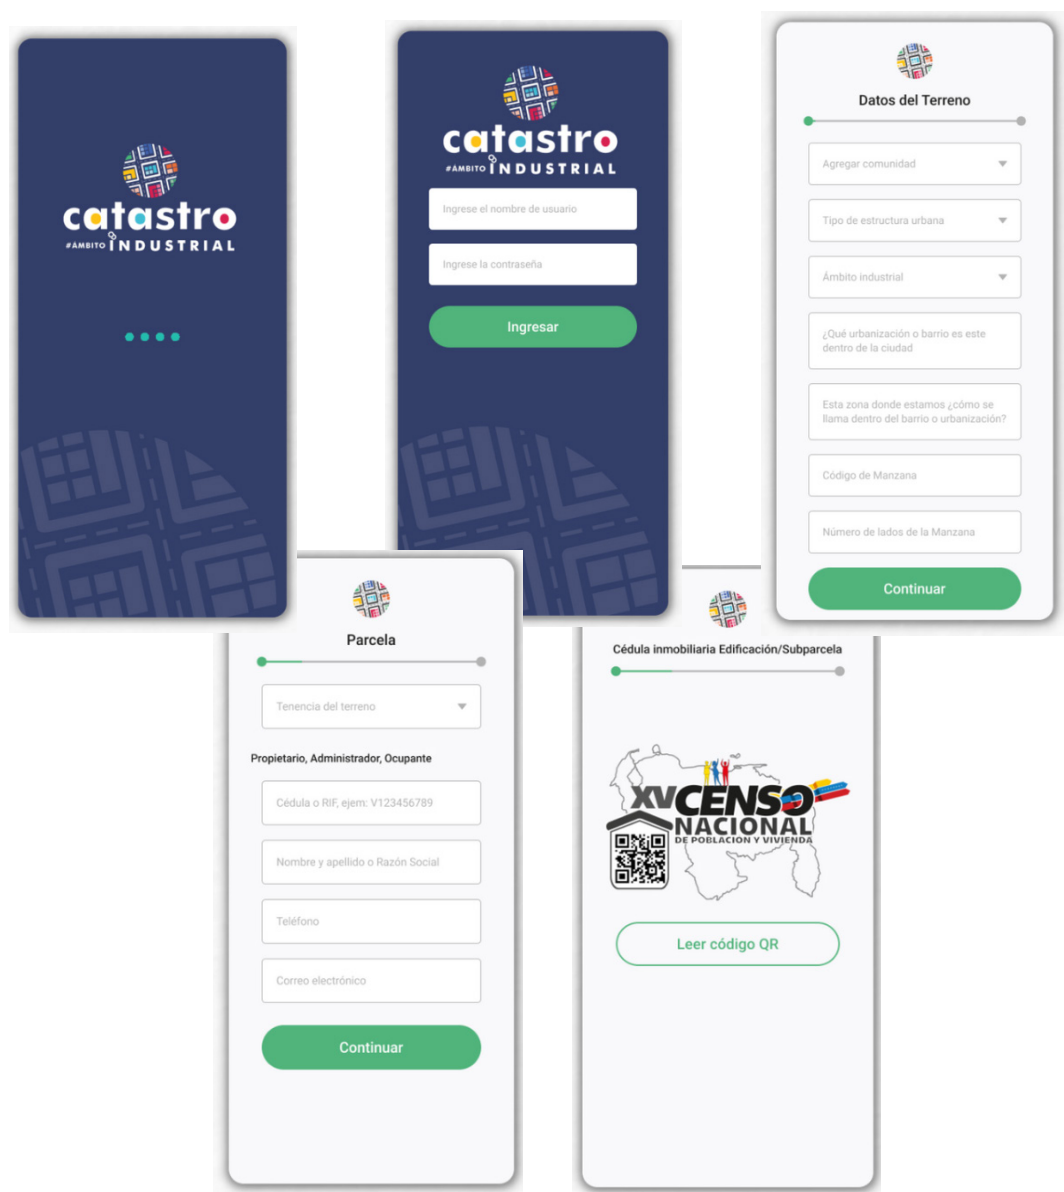 catastro
#ÁMBITO INDUSTRIAL
catastro
#ÁMBITO INDUSTRIAL
Ingrese el nombre de usuario
Ingrese la contraseña
Ingresar
Datos del Terreno
Agregar comunidad
Tipo de estructura urbana
Ámbito industrial
¿Qué urbanización o barrio es este
dentro de la ciudad
Esta zona donde estamos ¿cómo se
llama dentro del barrio o urbanización?
Código de Manzana
Número de lados de la Manzana
Continuar
Parcela
Tenencia del terreno
Propietario, Administrador, Ocupante
Cédula o RIF, ejem: V123456789
Nombre y apellido o Razón Social
Teléfono
Correo electrónico
Continuar
Cédula inmobiliaria Edificación/Subparcela
XV CENSO
NACIONAL
DE POBLACION Y VIVIENDA
Leer código QR